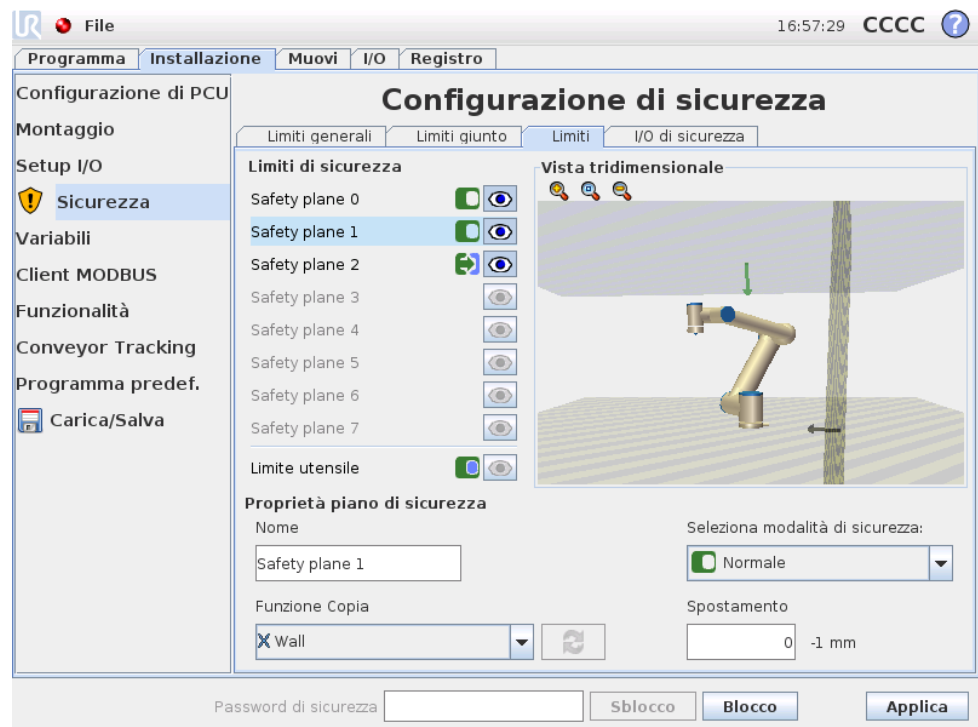 UR File 16:57:29 CCCC ?
Programma Installazione Muovi I/O Registro
Configurazione di PCU
Montaggio
Setup I/O
Sicurezza
Variabili
Client MODBUS
Funzionalità
Conveyor Tracking
Programma predef.
Carica/Salva
Configurazione di sicurezza
Limiti generali Limiti giunto Limiti I/O di sicurezza
Limiti di sicurezza
Safety plane 0
Safety plane 1
Safety plane 2
Safety plane 3
Safety plane 4
Safety plane 5
Safety plane 6
Safety plane 7
Limite utensile
Vista tridimensionale
Proprietà piano di sicurezza
Nome
Safety plane 1
Seleziona modalità di sicurezza:
Normale
Funzione Copia
Wall
Spostamento
0 -1 mm
Password di sicurezza Sblocco Blocco Applica